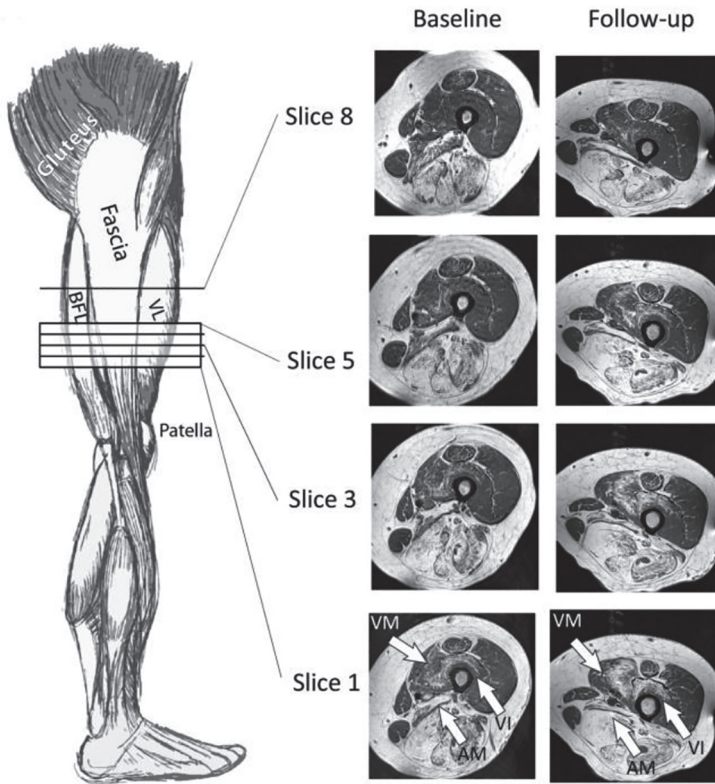 Baseline
Follow-up
Slice 8
Gluteus
Fascia
BFL
VL
Slice 5
Patella
Slice 3
VM
VM
Slice 1
VI
AM
VI
AM